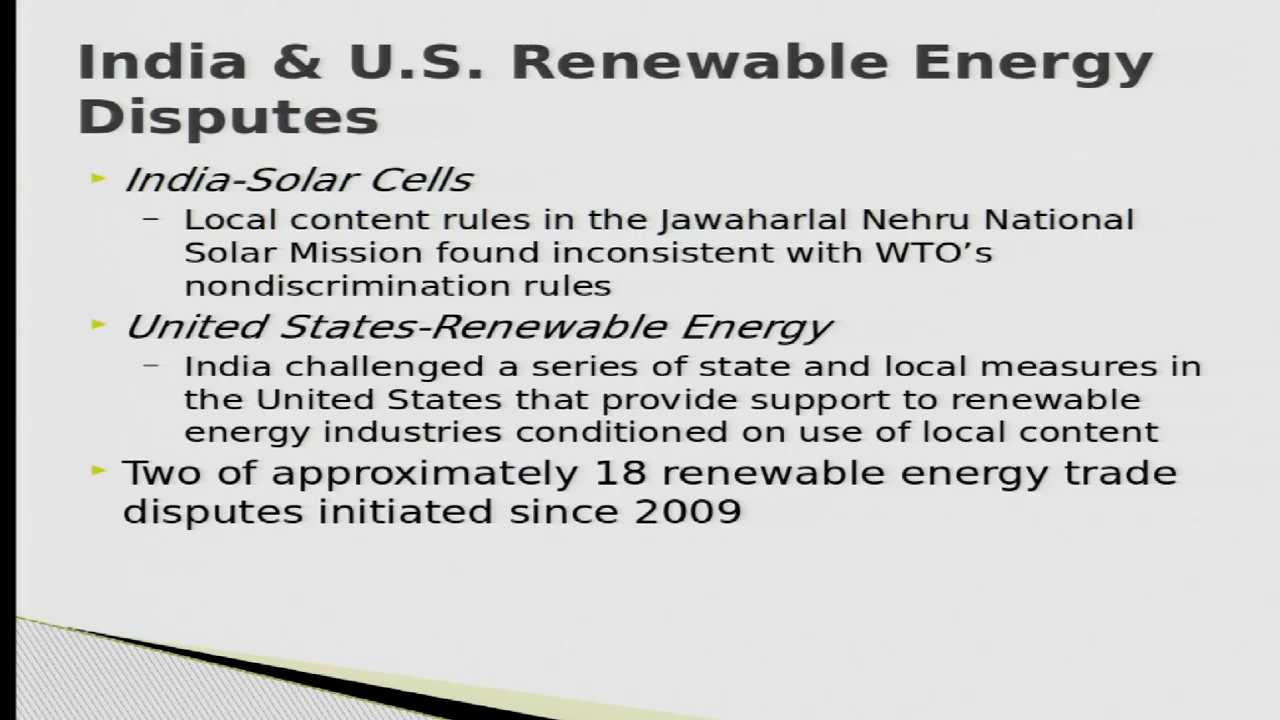 India & U.S. Renewable Energy
Disputes
► India-Solar Cells
– Local content rules in the Jawaharlal Nehru National
Solar Mission found inconsistent with WTO’s
nondiscrimination rules
► United States-Renewable Energy
– India challenged a series of state and local measures in
the United States that provide support to renewable
energy industries conditioned on use of local content
► Two of approximately 18 renewable energy trade
disputes initiated since 2009